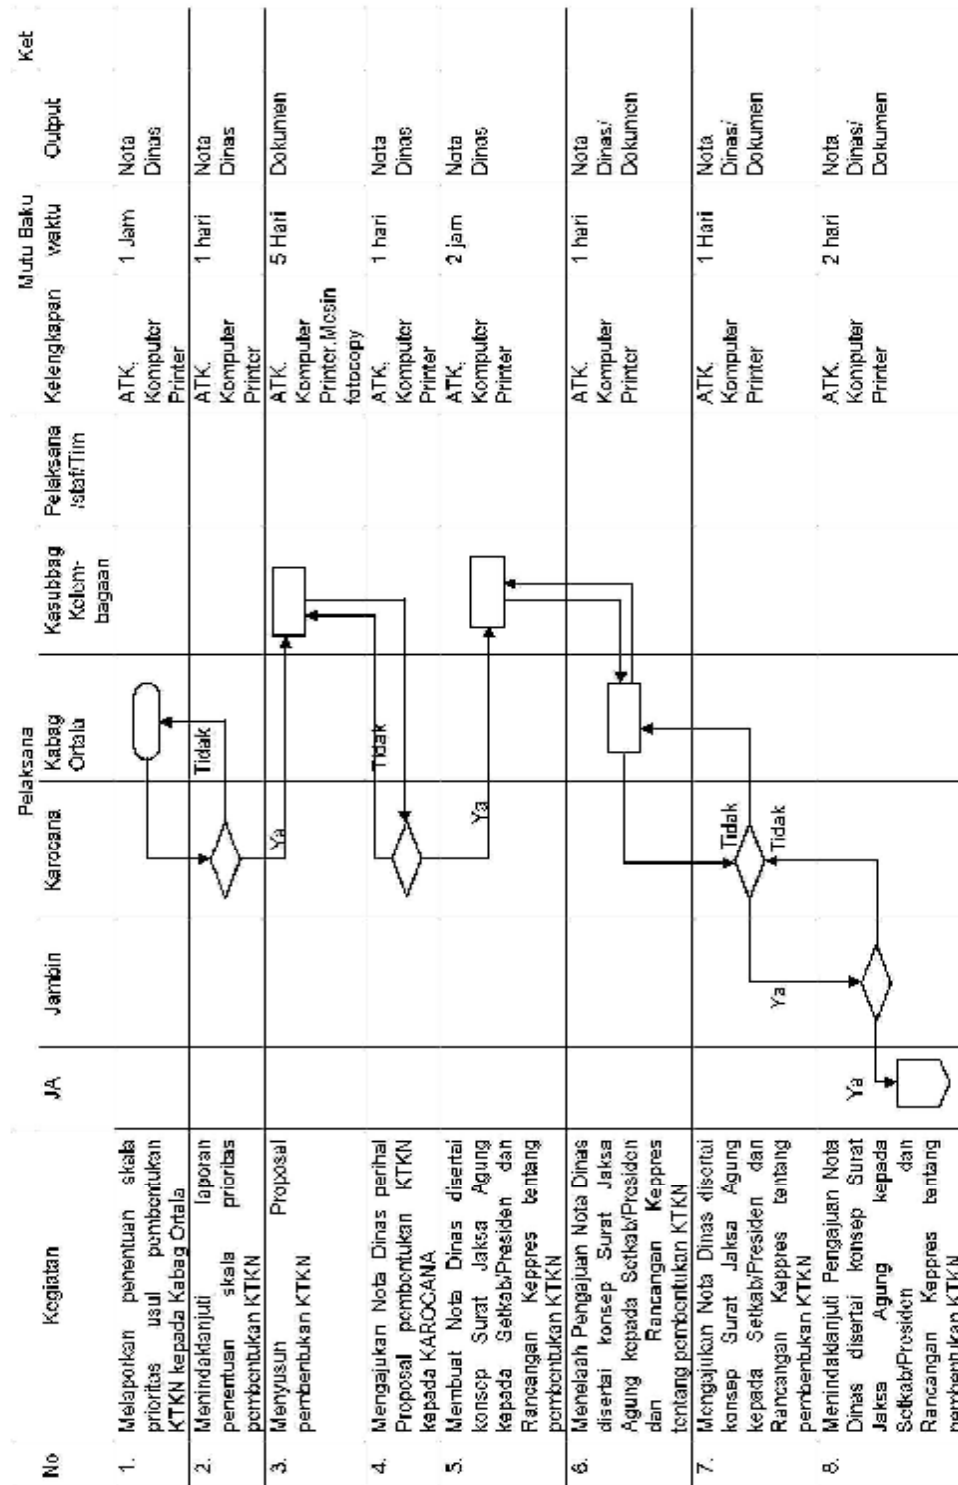 No Kegiatan Pelaksana Mutu Baku Ket
JA Jambin Karocana Kabag Ortala Kasubbag Kelem-bagaan Pelaksana /staf/Tim Kelengkapan waktu Output
1. Melaporkan penentuan skala
prioritas usul pembentukan
KTKN kepada Kabag Ortala
ATK,
Komputer
Printer
1 Jam
Nota
Dinas
2. Menindaklanjuti laporan
penentuan skala prioritas
pembentukan KTKN
Tidak
ATK,
Komputer
Printer
1 hari
Nota
Dinas
3. Menyusun Proposal
pembentukan KTKN
Ya
ATK,
Komputer
Printer,Mesin
fotocopy
5 Hari
Dokumen
4. Mengajukan Nota Dinas perihal
Proposal pembentukan KTKN
kepada KAROCANA
Tidak
ATK,
Komputer
Printer
1 hari
Nota
Dinas
5. Membuat Nota Dinas disertai
konsep Surat Jaksa Agung
kepada Setkab/Presiden dan
Rancangan Keppres tentang
pembentukan KTKN
Ya
ATK,
Komputer
Printer
2 jam
Nota
Dinas
6. Menelaah Pengajuan Nota Dinas
disertai konsep Surat Jaksa
Agung kepada Setkab/Presiden
dan Rancangan Keppres
tentang pembentukan KTKN
ATK,
Komputer
Printer
1 hari
Nota
Dinas/
Dokumen
7. Mengajukan Nota Dinas disertai
konsep Surat Jaksa Agung
kepada Setkab/Presiden dan
Rancangan Keppres tentang
pembentukan KTKN
Tidak
Tidak
Ya
ATK,
Komputer
Printer
1 Hari
Nota
Dinas/
Dokumen
8. Menindaklanjuti Pengajuan Nota
Dinas disertai konsep Surat
Jaksa Agung kepada
Setkab/Presiden dan
Rancangan Keppres tentang
pembentukan KTKN
Ya
ATK,
Komputer
Printer
2 hari
Nota
Dinas/
Dokumen